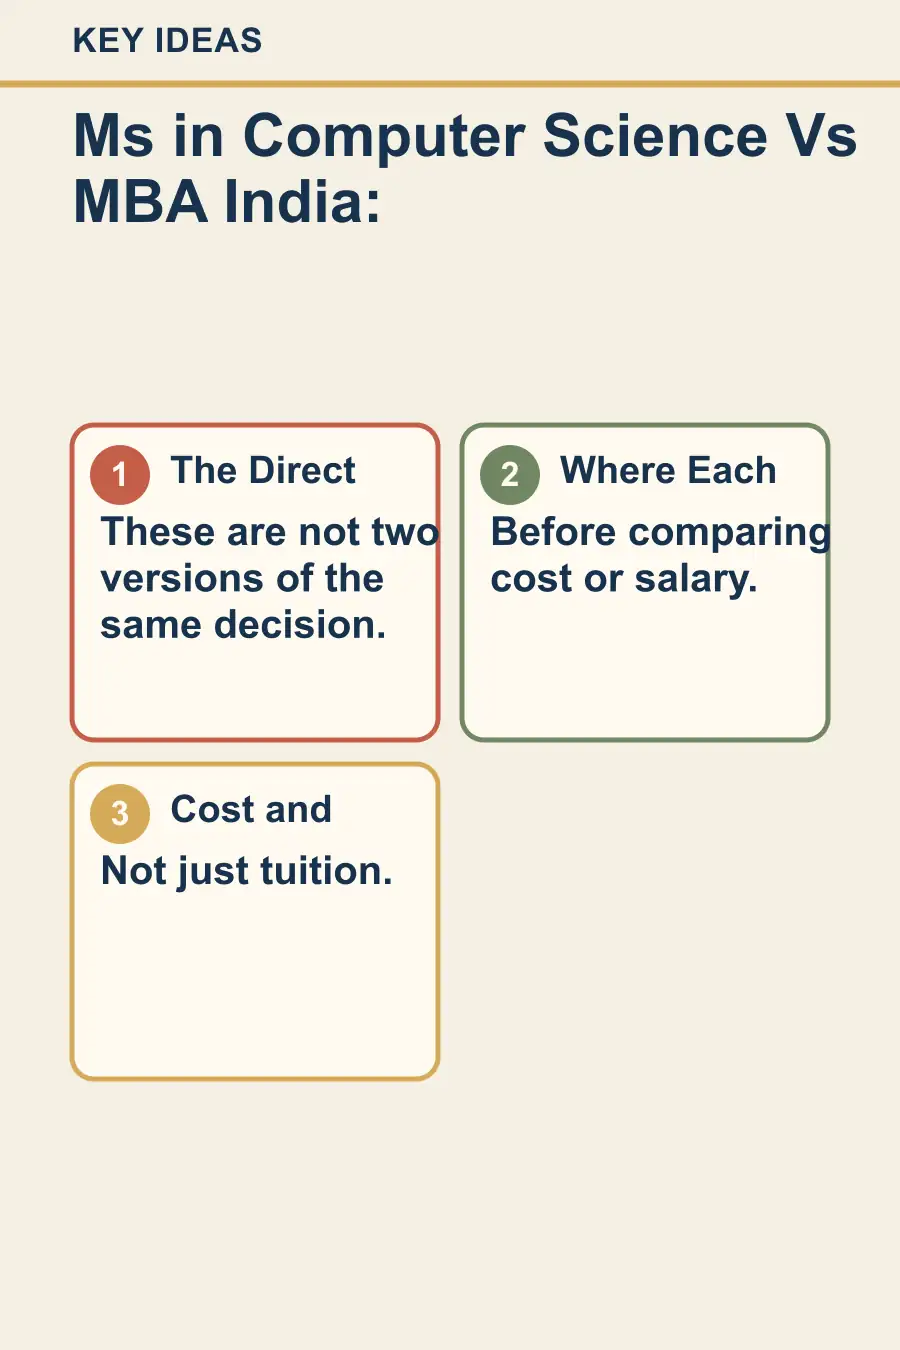 KEY IDEAS
Ms in Computer Science Vs
MBA India:
1 The Direct
These are not two
versions of the
same decision.
2 Where Each
Before comparing
cost or salary.
3 Cost and
Not just tuition.